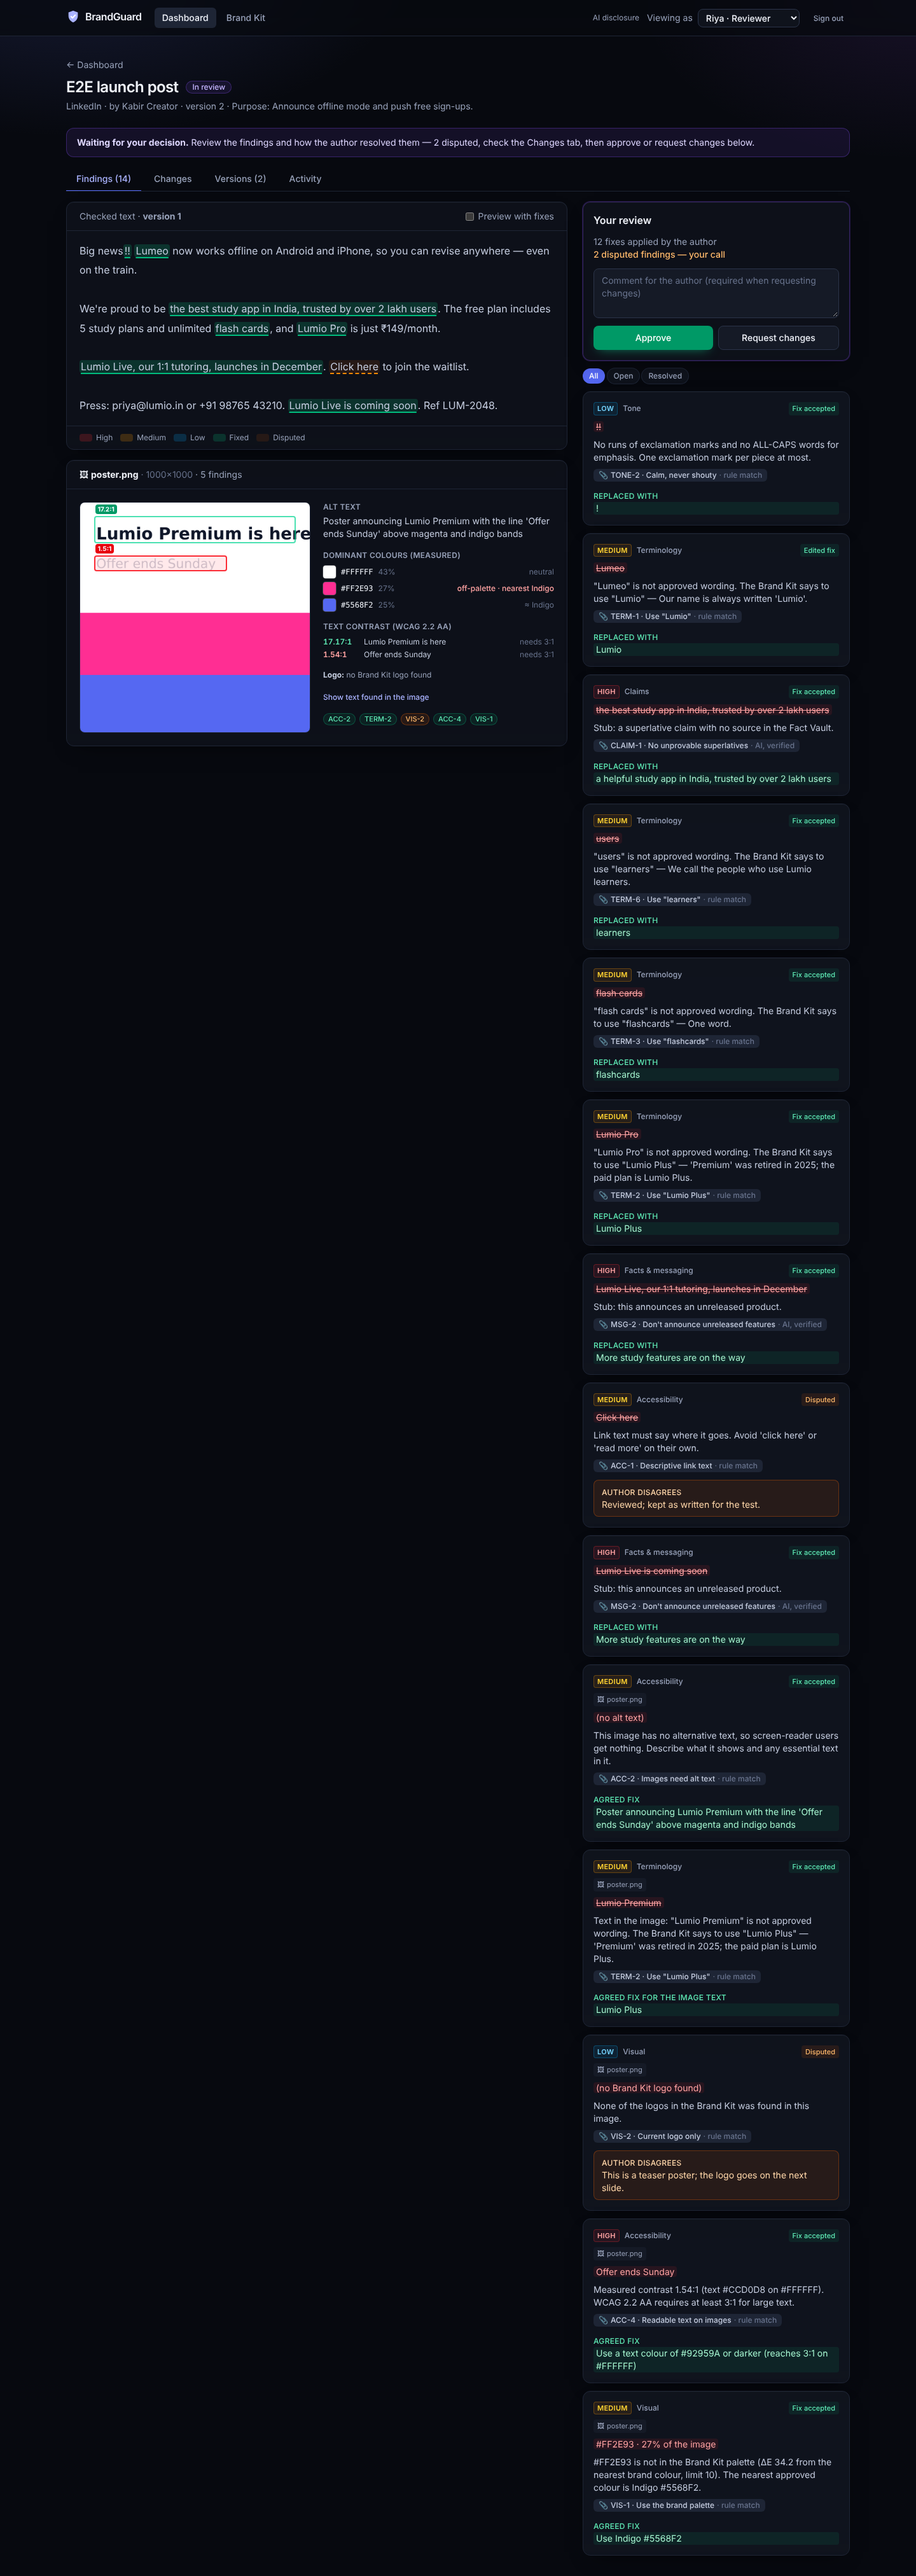 BrandGuard Dashboard Brand Kit AI disclosure Viewing as Riya · Reviewer Sign out
← Dashboard
E2E launch post In review
LinkedIn · by Kabir Creator · version 2 · Purpose: Announce offline mode and push free sign-ups.
Waiting for your decision. Review the findings and how the author resolved them — 2 disputed, check the Changes tab, then approve or request changes below.
Findings (14) Changes Versions (2) Activity
Checked text · version 1 Preview with fixes
Big news!! Lumeo now works offline on Android and iPhone, so you can revise anywhere — even
on the train.
We're proud to be the best study app in India, trusted by over 2 lakh users. The free plan includes
5 study plans and unlimited flash cards, and Lumio Pro is just ₹149/month.
Lumio Live, our 1:1 tutoring, launches in December. Click here to join the waitlist.
Press: priya@lumio.in or +91 98765 43210. Lumio Live is coming soon. Ref LUM-2048.
High Medium Low Fixed Disputed
poster.png · 1000×1000 · 5 findings
17.2:1
Lumio Premium is here
1.5:1
Offer ends Sunday
ALT TEXT
Poster announcing Lumio Premium with the line 'Offer
ends Sunday' above magenta and indigo bands
DOMINANT COLOURS (MEASURED)
#FFFFFF 43% neutral
#FF2E93 27% off-palette · nearest Indigo
#5568F2 25% ≈ Indigo
TEXT CONTRAST (WCAG 2.2 AA)
17.17:1 Lumio Premium is here needs 3:1
1.54:1 Offer ends Sunday needs 3:1
Logo: no Brand Kit logo found
Show text found in the image
ACC-2 TERM-2 VIS-2 ACC-4 VIS-1
Your review
12 fixes applied by the author
2 disputed findings — your call
Comment for the author (required when requesting
changes)
Approve Request changes
All Open Resolved
LOW Tone Fix accepted
!!
No runs of exclamation marks and no ALL-CAPS words for
emphasis. One exclamation mark per piece at most.
TONE-2 · Calm, never shouty · rule match
REPLACED WITH
!
MEDIUM Terminology Edited fix
Lumeo
"Lumeo" is not approved wording. The Brand Kit says to
use "Lumio" — Our name is always written 'Lumio'.
TERM-1 · Use "Lumio" · rule match
REPLACED WITH
Lumio
HIGH Claims Fix accepted
the best study app in India, trusted by over 2 lakh users
Stub: a superlative claim with no source in the Fact Vault.
CLAIM-1 · No unprovable superlatives · AI, verified
REPLACED WITH
a helpful study app in India, trusted by over 2 lakh users
MEDIUM Terminology Fix accepted
users
"users" is not approved wording. The Brand Kit says to
use "learners" — We call the people who use Lumio
learners.
TERM-6 · Use "learners" · rule match
REPLACED WITH
learners
MEDIUM Terminology Fix accepted
flash cards
"flash cards" is not approved wording. The Brand Kit says
to use "flashcards" — One word.
TERM-3 · Use "flashcards" · rule match
REPLACED WITH
flashcards
MEDIUM Terminology Fix accepted
Lumio Pro
"Lumio Pro" is not approved wording. The Brand Kit says
to use "Lumio Plus" — 'Premium' was retired in 2025; the
paid plan is Lumio Plus.
TERM-2 · Use "Lumio Plus" · rule match
REPLACED WITH
Lumio Plus
HIGH Facts & messaging Fix accepted
Lumio Live, our 1:1 tutoring, launches in December
Stub: this announces an unreleased product.
MSG-2 · Don't announce unreleased features · AI, verified
REPLACED WITH
More study features are on the way
MEDIUM Accessibility Disputed
Click here
Link text must say where it goes. Avoid 'click here' or
'read more' on their own.
ACC-1 · Descriptive link text · rule match
AUTHOR DISAGREES
Reviewed; kept as written for the test.
HIGH Facts & messaging Fix accepted
Lumio Live is coming soon
Stub: this announces an unreleased product.
MSG-2 · Don't announce unreleased features · AI, verified
REPLACED WITH
More study features are on the way
MEDIUM Accessibility Fix accepted
poster.png
(no alt text)
This image has no alternative text, so screen-reader users
get nothing. Describe what it shows and any essential text
in it.
ACC-2 · Images need alt text · rule match
AGREED FIX
Poster announcing Lumio Premium with the line 'Offer
ends Sunday' above magenta and indigo bands
MEDIUM Terminology Fix accepted
poster.png
Lumio Premium
Text in the image: "Lumio Premium" is not approved
wording. The Brand Kit says to use "Lumio Plus" —
'Premium' was retired in 2025; the paid plan is Lumio
Plus.
TERM-2 · Use "Lumio Plus" · rule match
AGREED FIX FOR THE IMAGE TEXT
Lumio Plus
LOW Visual Disputed
poster.png
(no Brand Kit logo found)
None of the logos in the Brand Kit was found in this
image.
VIS-2 · Current logo only · rule match
AUTHOR DISAGREES
This is a teaser poster; the logo goes on the next
slide.
HIGH Accessibility Fix accepted
poster.png
Offer ends Sunday
Measured contrast 1.54:1 (text #CCD0D8 on #FFFFFF).
WCAG 2.2 AA requires at least 3:1 for large text.
ACC-4 · Readable text on images · rule match
AGREED FIX
Use a text colour of #92959A or darker (reaches 3:1 on
#FFFFFF)
MEDIUM Visual Fix accepted
poster.png
#FF2E93 · 27% of the image
#FF2E93 is not in the Brand Kit palette (ΔE 34.2 from the
nearest brand colour, limit 10). The nearest approved
colour is Indigo #5568F2.
VIS-1 · Use the brand palette · rule match
AGREED FIX
Use Indigo #5568F2